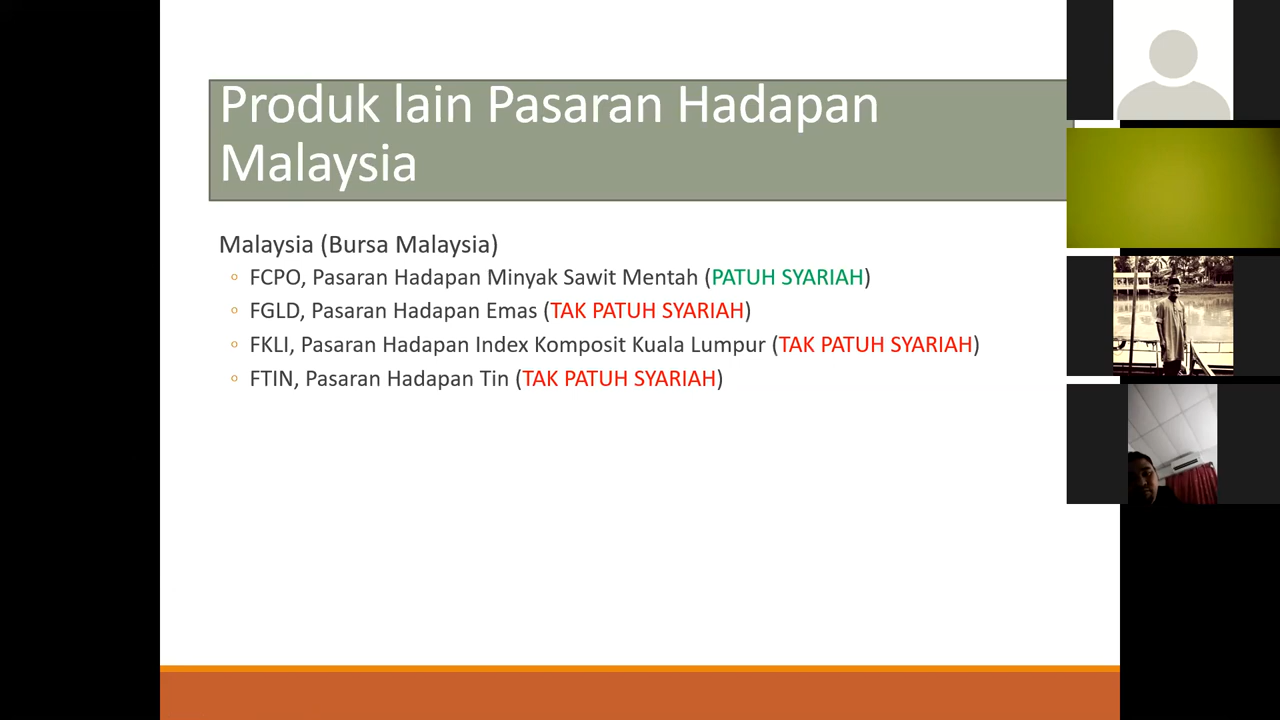 Produk lain Pasaran Hadapan
Malaysia
Malaysia (Bursa Malaysia)
◦ FCPO, Pasaran Hadapan Minyak Sawit Mentah (PATUH SYARIAH)
◦ FGLD, Pasaran Hadapan Emas (TAK PATUH SYARIAH)
◦ FKLI, Pasaran Hadapan Index Komposit Kuala Lumpur (TAK PATUH SYARIAH)
◦ FTIN, Pasaran Hadapan Tin (TAK PATUH SYARIAH)